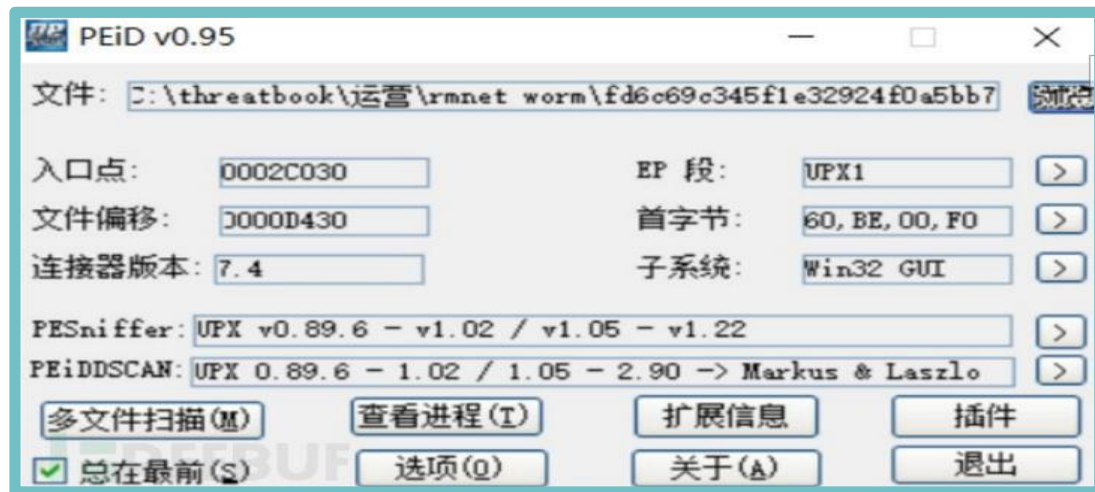 PEiD v0.95
文件: C:\threatbook\运营\rmnet worm\fd6c69c345f1e32924f0a5bb7 浏览
入口点: 0002C030 EP 段: UPX1 >
文件偏移: 0000D430 首字节: 60, BE, 00, F0 >
连接器版本: 7.4 子系统: Win32 GUI >
PESniffer: UPX v0.89.6 - v1.02 / v1.05 - v1.22 >
PEiDDSCAN: UPX 0.89.6 - 1.02 / 1.05 - 2.90 -> Markus & Laszlo >
多文件扫描(M) 查看进程(T) 扩展信息 插件
总在最前(S) 选项(O) 关于(A) 退出